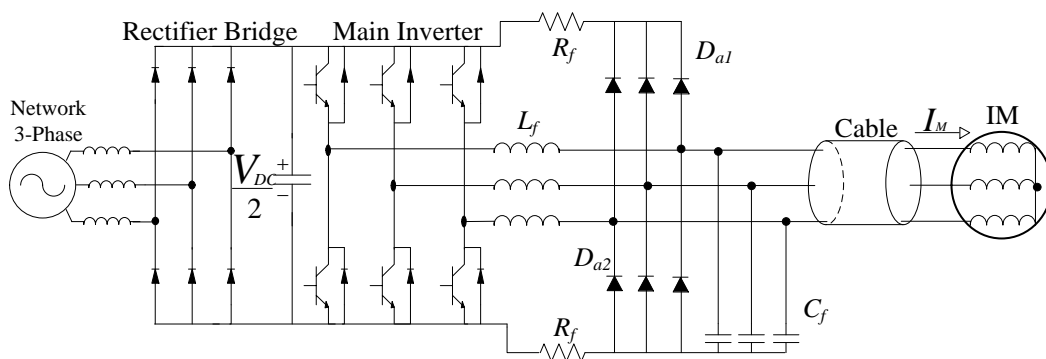 Rectifier Bridge
Main Inverter
R_f
D_a1
Network
3-Phase
L_f
Cable
I_M
IM
V_DC
2
+
−
D_a2
C_f
R_f